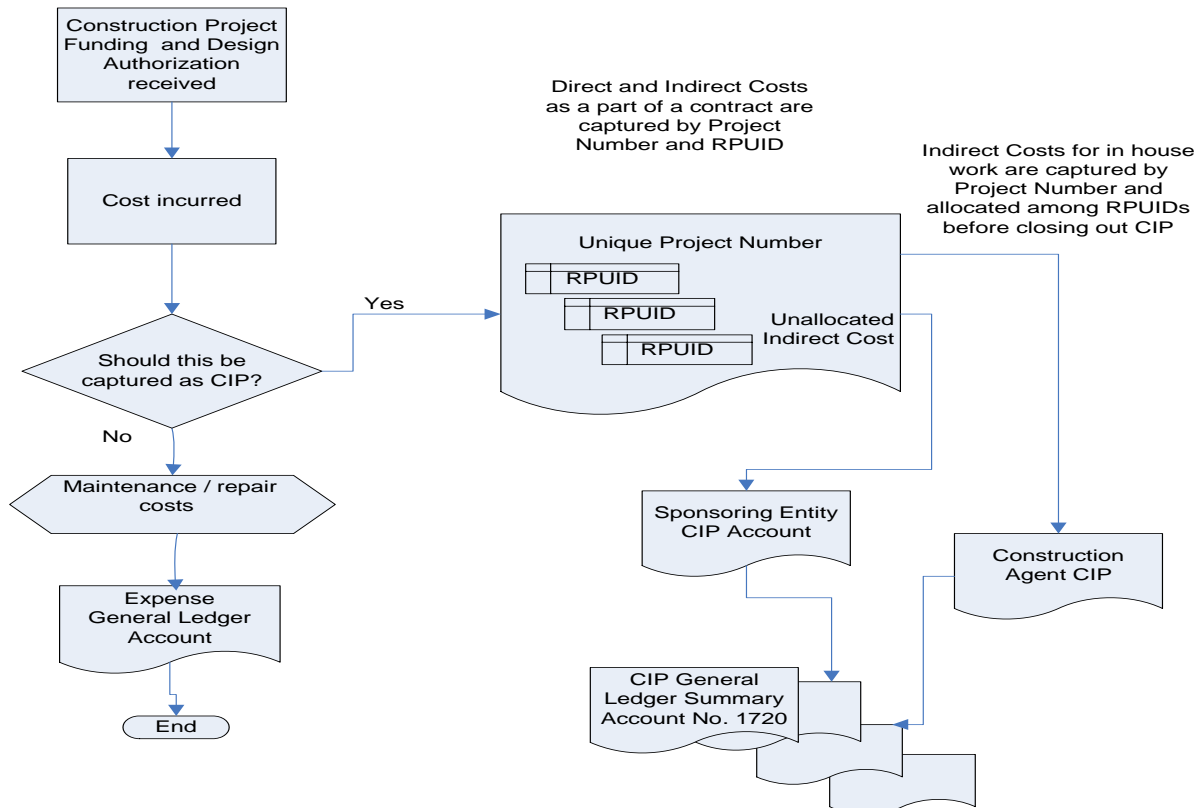 Construction Project
Funding and Design
Authorization
received
Cost incurred
Should this be
captured as CIP?
Yes
No
Maintenance / repair
costs
Expense
General Ledger
Account
End
Direct and Indirect Costs
as a part of a contract are
captured by Project
Number and RPUID
Indirect Costs for in house
work are captured by
Project Number and
allocated among RPUIDs
before closing out CIP
Unique Project Number
RPUID
RPUID
RPUID
Unallocated
Indirect Cost
Sponsoring Entity
CIP Account
Construction
Agent CIP
CIP General
Ledger Summary
Account No. 1720